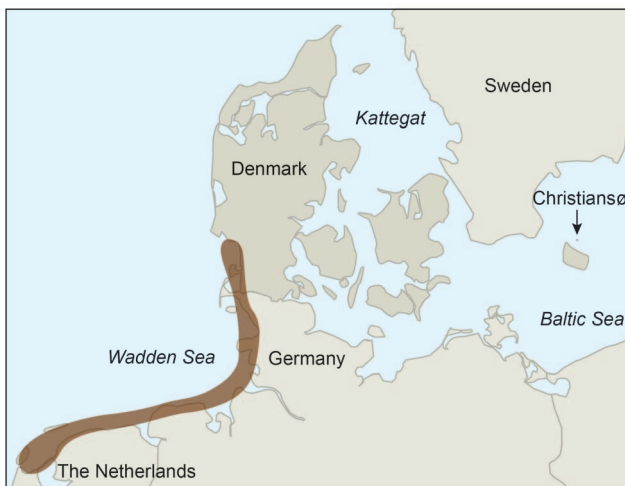 Sweden
Kattegat
Denmark
Christiansø
Baltic Sea
Wadden Sea
Germany
The Netherlands